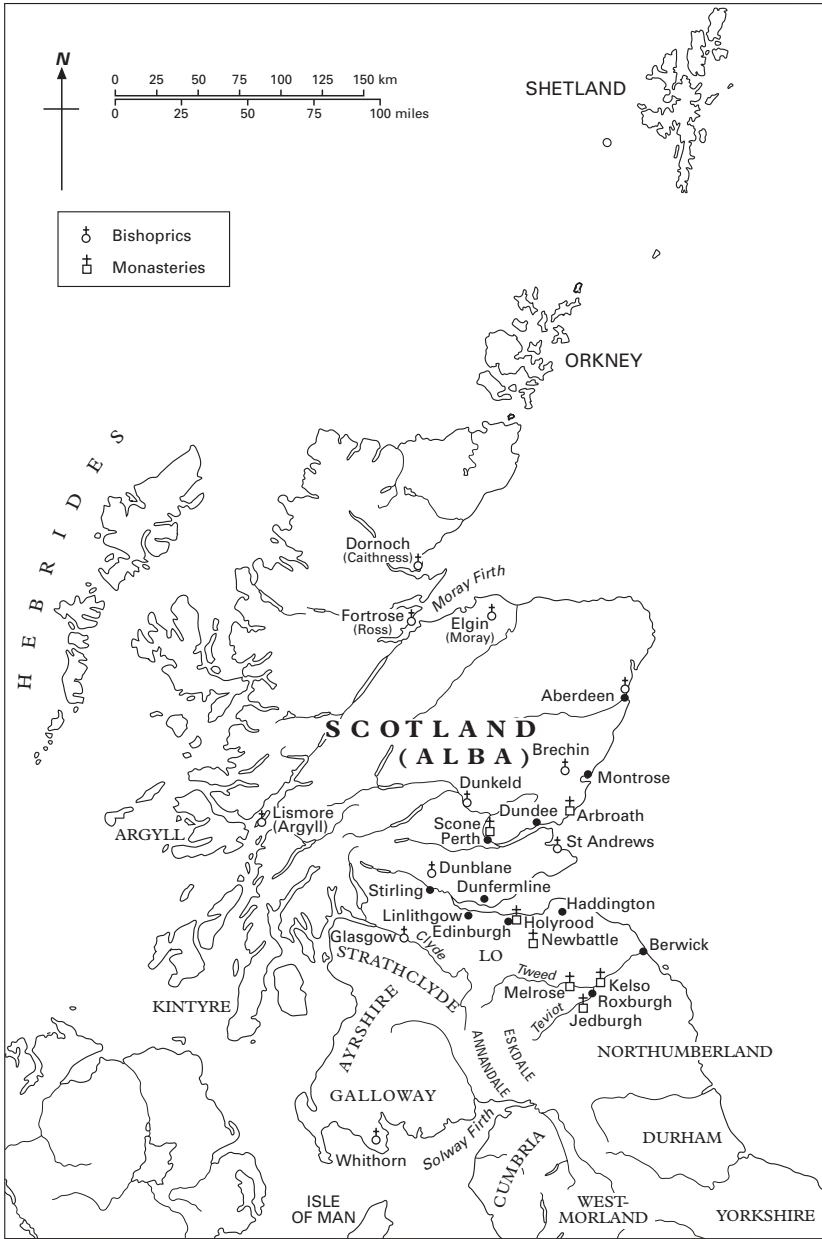 N
0 25 50 75 100 125 150 km
0 25 50 75 100 miles
SHETLAND
Bishoprics
Monasteries
ORKNEY
HEBRIDES
Dornoch
(Caithness)
Moray Firth
Fortrose
(Ross)
Elgin
(Moray)
Aberdeen
SCOTLAND
(ALBA)
Brechin
Montrose
Dunkeld
Dundee
Arbroath
Lismore
(Argyll)
ARGYLL
Scone
Perth
St Andrews
Dunblane
Stirling
Dunfermline
Haddington
Linlithgow
Edinburgh
Holyrood
Glasgow
Clyde
Newbattle
LO
Berwick
STRATHCLYDE
Tweed
Melrose
Kelso
Roxburgh
KINTYRE
Teviot
Jedburgh
AYRSHIRE
ANNANDALE
ESKDALE
NORTHUMBERLAND
GALLOWAY
Solway Firth
DURHAM
Whithorn
CUMBRIA
ISLE
OF MAN
WEST-
MORLAND
YORKSHIRE